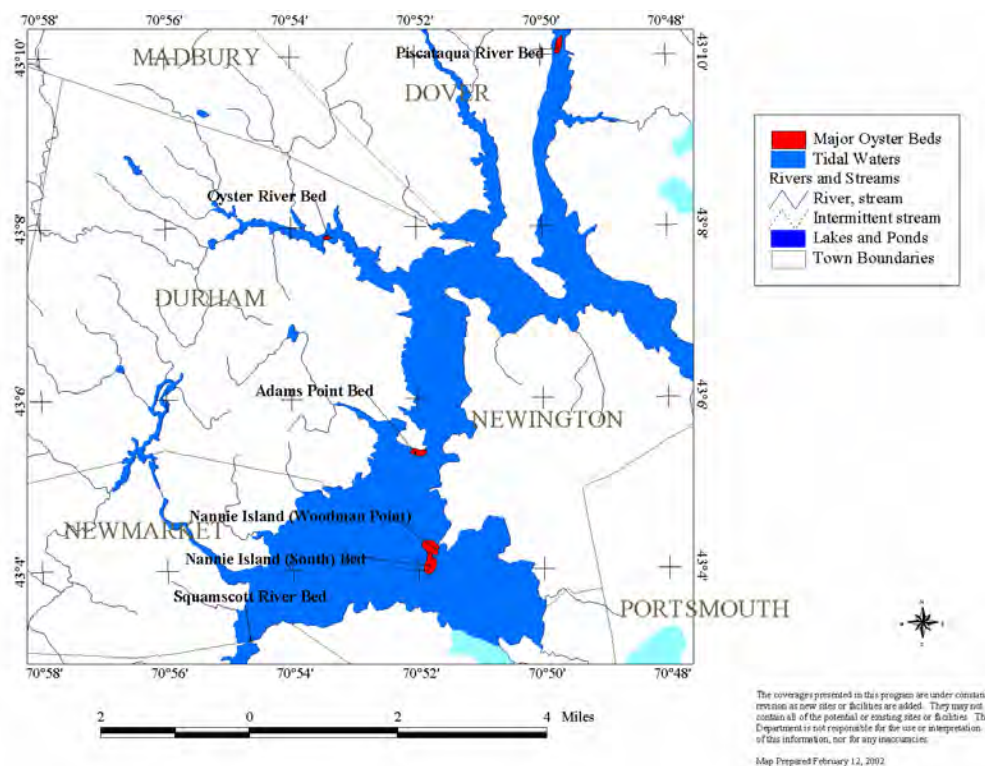 70°58' 70°56' 70°54' 70°52' 70°50' 70°48'
43°10' 43°10'
MADBURY
Piscataqua River Bed
DOVER
Major Oyster Beds
Tidal Waters
Rivers and Streams
River, stream
Intermittent stream
Lakes and Ponds
Town Boundaries
Oyster River Bed
43°8' 43°8'
DURHAM
Adams Point Bed
43°6' 43°6'
NEWINGTON
Nannie Island (Woodman Point)
NEWMARKET
Nannie Island (South) Bed
43°4' 43°4'
Squamscott River Bed
PORTSMOUTH
70°58' 70°56' 70°54' 70°52' 70°50' 70°48'
2 0 2 4 Miles
The coverages presented in this program are under constan
revision as new sites or facilities are added. They may not
contain all of the potential or existing sites or facilities. Th
Department is not responsible for the use or interpretation
of this information, nor for any inaccuracies.
Map Prepared February 12, 2002